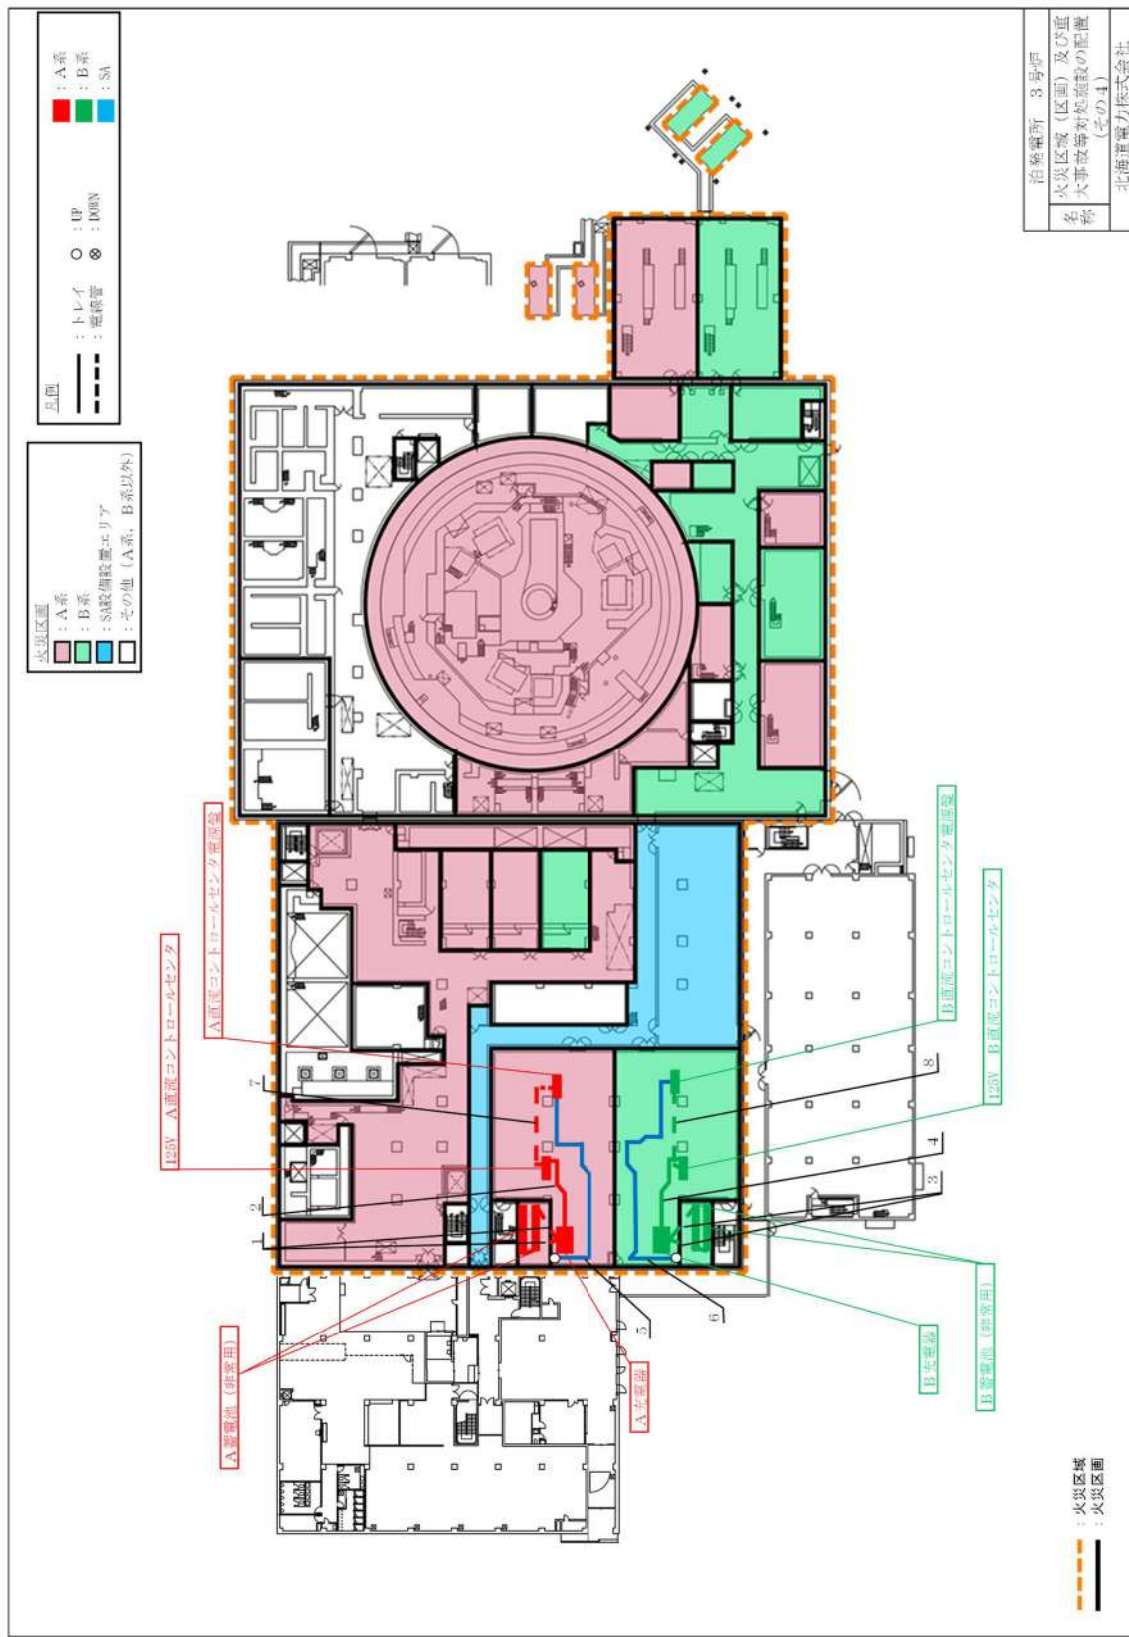 泊発電所 3号炉
名称
火災区域（区画）及び重
大事故等対処施設の配置
（その4）
北海道電力株式会社
凡例
：トレイ
：電線管
：UP
：DOWN
：A系
：B系
：SA
火災区画
：A系
：B系
：SA設備設置エリア
：その他（A系、B系以外）
125V A直流コントロールセンタ
A直流コントロールセンタ電源盤
A蓄電池（非常用）
A充電器
B充電器
B蓄電池（非常用）
125V B直流コントロールセンタ
B直流コントロールセンタ電源盤
1
2
7
5
6
3
4
8
：火災区域
：火災区画